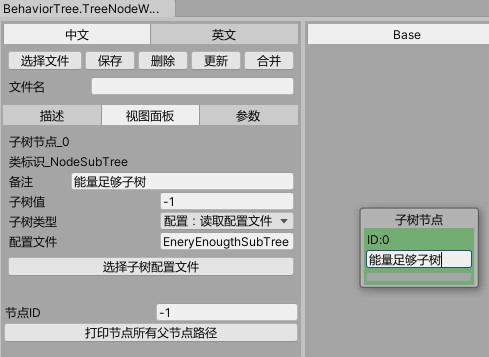 BehaviorTree.TreeNodeW...
中文 英文
选择文件 保存 删除 更新 合并
文件名
描述 视图面板 参数
子树节点_0
类标识_NodeSubTree
备注 能量足够子树
子树值 -1
子树类型 配置：读取配置文件
配置文件 EneryEnougthSubTree
选择子树配置文件
节点ID -1
打印节点所有父节点路径
Base
子树节点
ID:0
能量足够子树